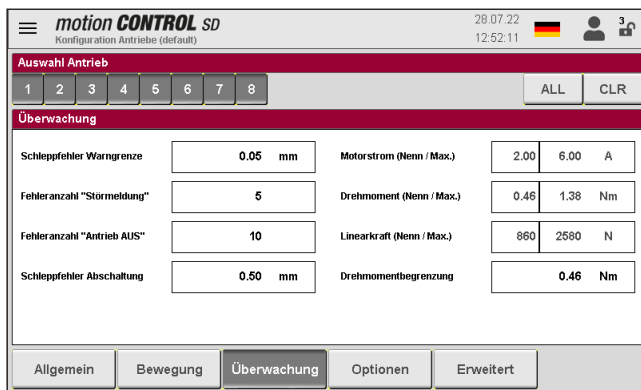 motion CONTROL SD
Konfiguration Antriebe (default)
28.07.22
12:52:11
3
Auswahl Antrieb
1 2 3 4 5 6 7 8 ALL CLR
Überwachung
Schleppfehler Warngrenze 0.05 mm Motorstrom (Nenn / Max.) 2.00 6.00 A
Fehleranzahl "Störmeldung" 5 Drehmoment (Nenn / Max.) 0.46 1.38 Nm
Fehleranzahl "Antrieb AUS" 10 Linearkraft (Nenn / Max.) 860 2580 N
Schleppfehler Abschaltung 0.50 mm Drehmomentbegrenzung 0.46 Nm
Allgemein Bewegung Überwachung Optionen Erweitert